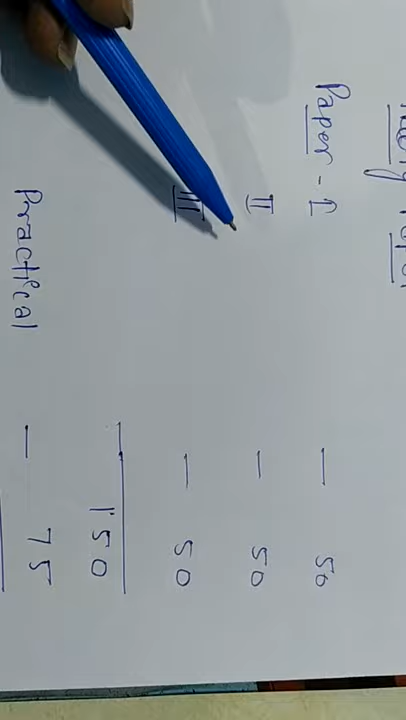 Paper - I — 50
II — 50
III — 50
150
Practical — 75